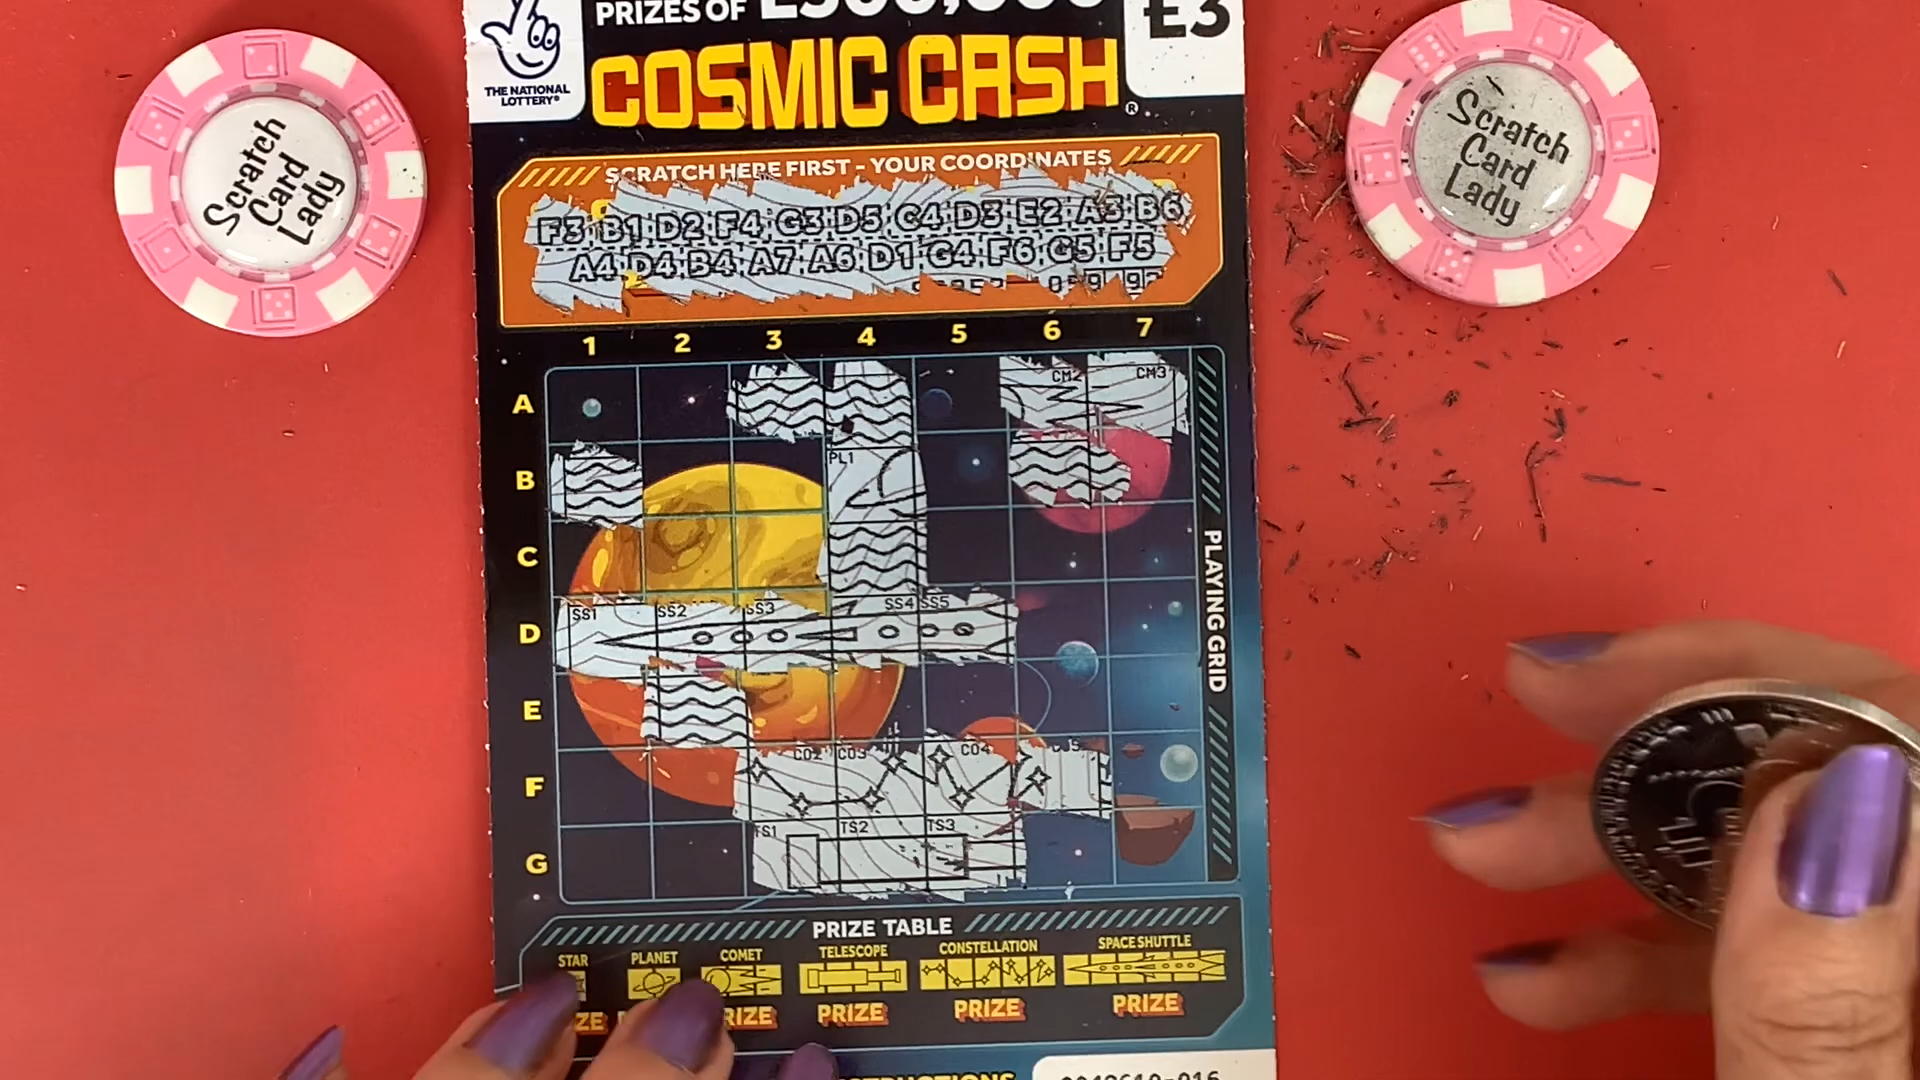 PRIZES OF
£3
THE NATIONAL
LOTTERY®
COSMIC CASH®
Scratch
Card
Lady
Scratch
Card
Lady
SCRATCH HERE FIRST - YOUR COORDINATES
F3 B1 D2 F4 G3 D5 C4 D3 E2 A3 B6
A4 D4 B4 A7 A6 D1 G4 F6 G5 F5
1 2 3 4 5 6 7
A CM2 CM3
B PL1
C
D SS1 SS2 SS3 SS4 SS5
E
F CO2 CO3 CO4
G TS1 TS2 TS3
PLAYING GRID
PRIZE TABLE
STAR PLANET COMET TELESCOPE CONSTELLATION SPACE SHUTTLE
PRIZE PRIZE PRIZE